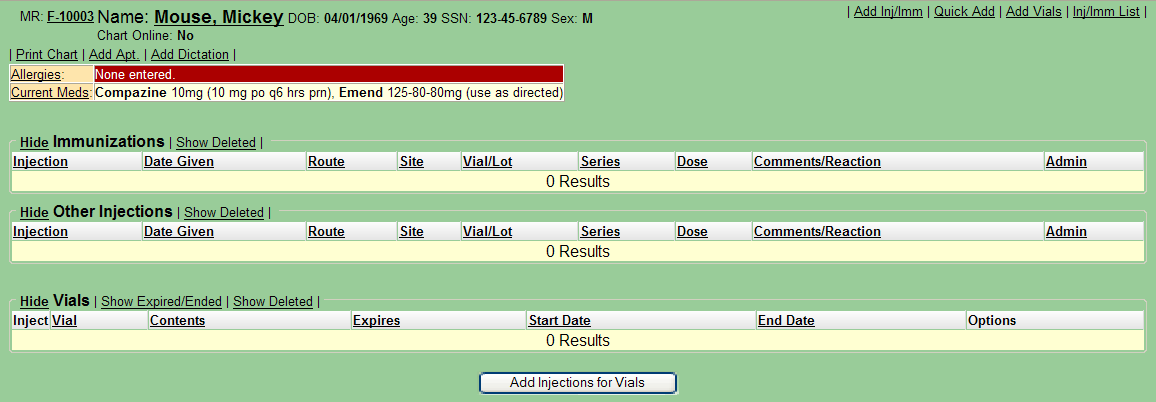 MR: F-10003 Name: Mouse, Mickey DOB: 04/01/1969 Age: 39 SSN: 123-45-6789 Sex: M | Add Inj/Imm | Quick Add | Add Vials | Inj/Imm List |
Chart Online: No
| Print Chart | Add Apt. | Add Dictation |
Allergies: None entered.
Current Meds: Compazine 10mg (10 mg po q6 hrs prn), Emend 125-80-80mg (use as directed)
Hide Immunizations | Show Deleted |
Injection Date Given Route Site Vial/Lot Series Dose Comments/Reaction Admin
0 Results
Hide Other Injections | Show Deleted |
Injection Date Given Route Site Vial/Lot Series Dose Comments/Reaction Admin
0 Results
Hide Vials | Show Expired/Ended | Show Deleted |
Inject Vial Contents Expires Start Date End Date Options
0 Results
Add Injections for Vials